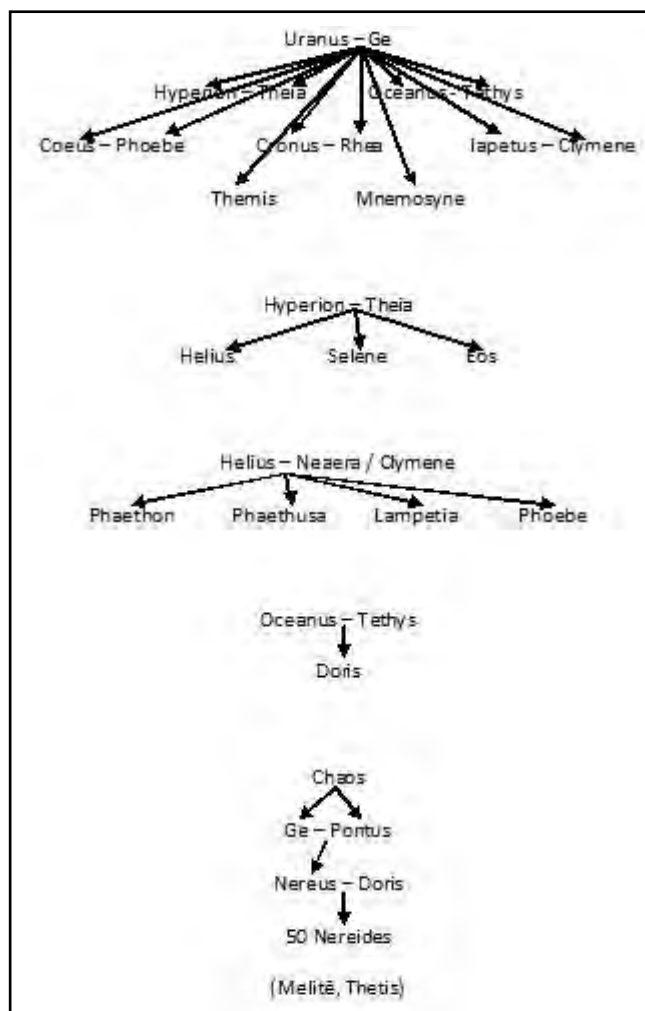 Uranus – Ge
Hyperion – Theia Oceanus - Tethys
Coeus – Phoebe Cronus – Rhea Iapetus – Clymene
Themis Mnemosyne
Hyperion – Theia
Helius Selene Eos
Helius – Neaera / Clymene
Phaethon Phaethusa Lampetia Phoebe
Oceanus – Tethys
Doris
Chaos
Ge – Pontus
Nereus – Doris
50 Nereides
(Melitē, Thetis)